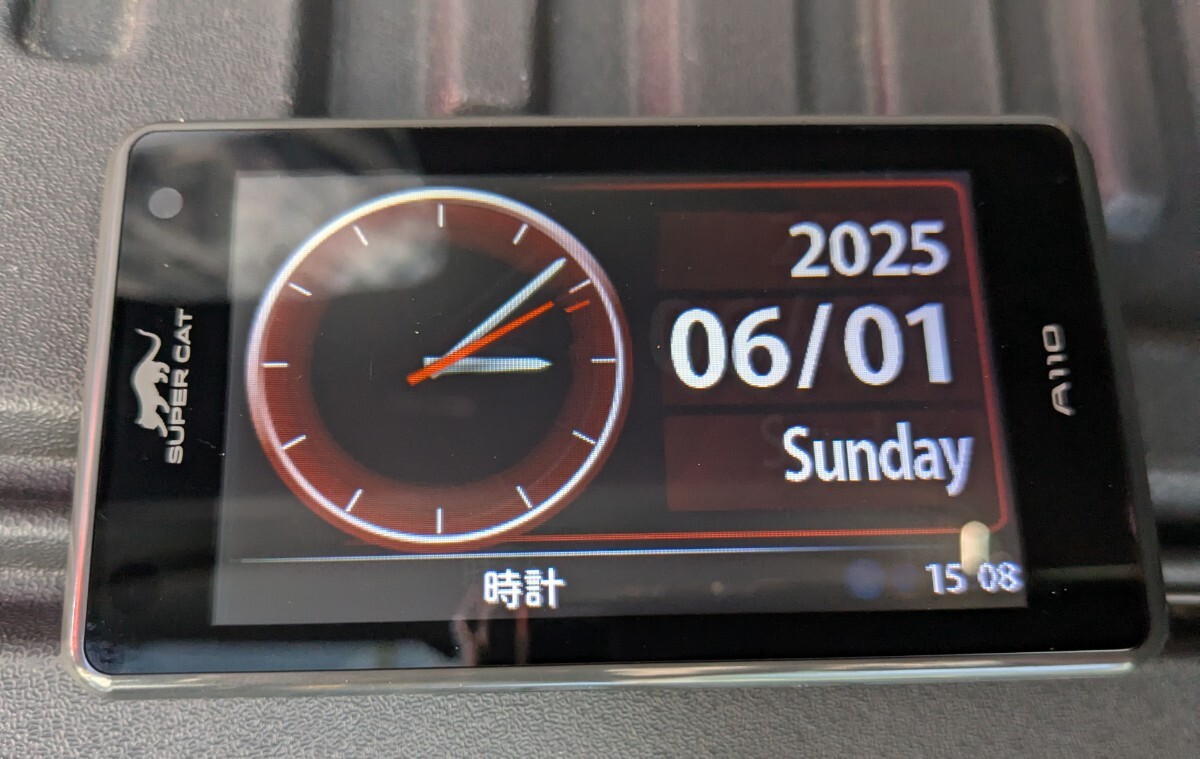 SUPER CAT
2025
06/01
Sunday
時計
15 08
A110